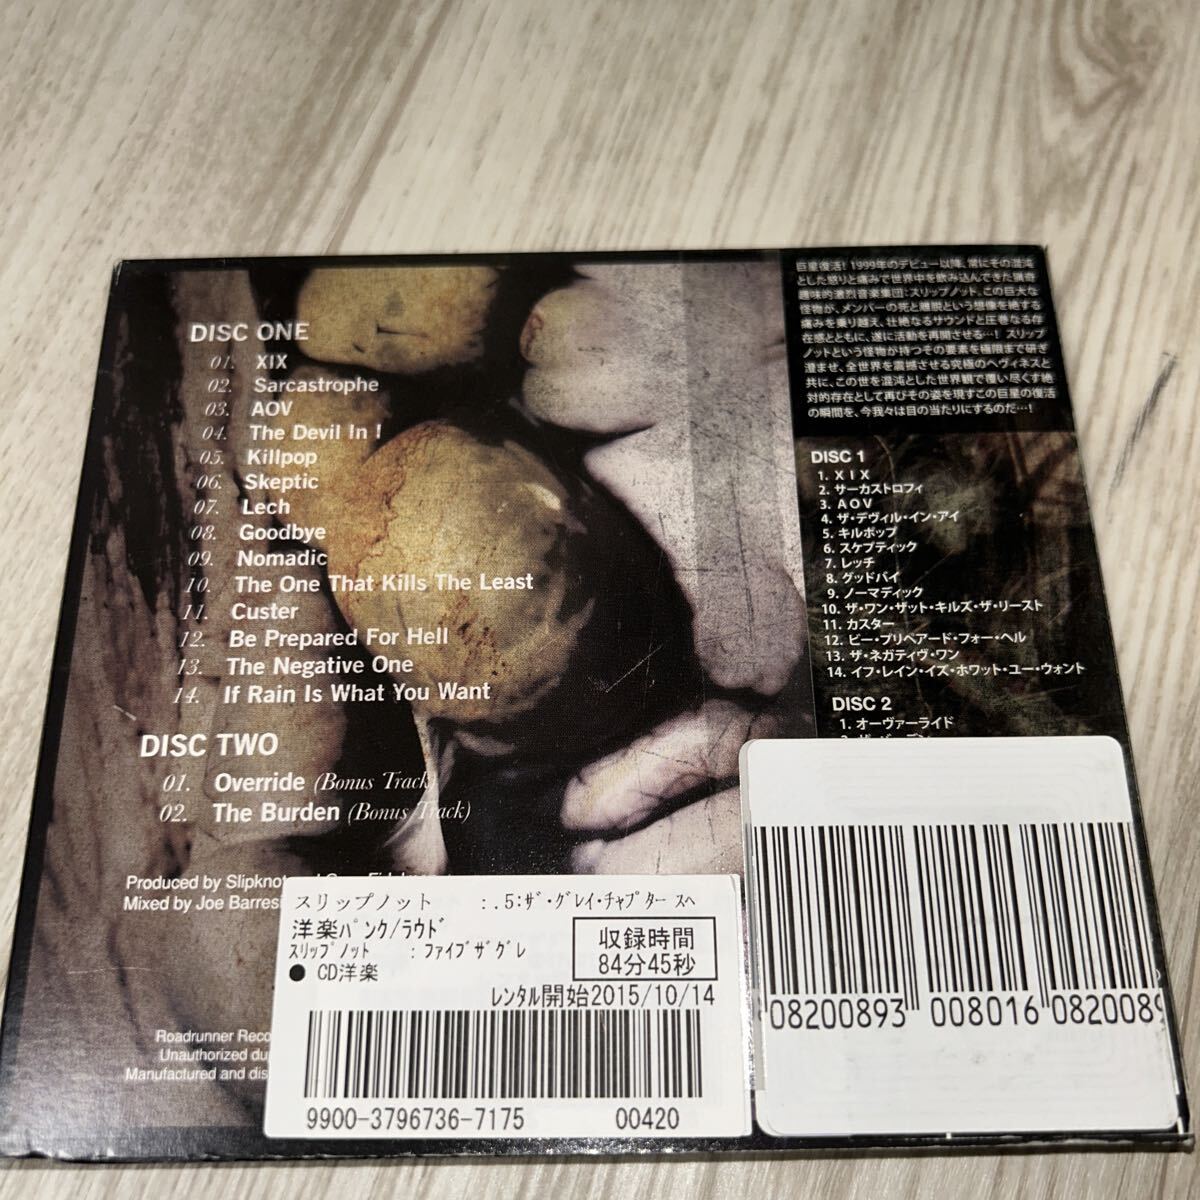 DISC ONE
01. XIX
02. Sarcastrophe
03. AOV
04. The Devil In I
05. Killpop
06. Skeptic
07. Lech
08. Goodbye
09. Nomadic
10. The One That Kills The Least
11. Custer
12. Be Prepared For Hell
13. The Negative One
14. If Rain Is What You Want
DISC TWO
01. Override (Bonus Track)
02. The Burden (Bonus Track)
Produced by Slipknot
Mixed by Joe Barresi
Roadrunner Reco
Unauthorized du
Manufactured and dis
巨星復活! 1999年のデビュー以降、常にその混沌
とした怒りと痛みで世界中を飲み込んできた猟奇
趣味的激烈音楽集団:スリップノット、この巨大な
怪物が、メンバーの死と離脱という想像を絶する
痛みを乗り越え、壮絶なるサウンドと圧巻なる存
在感とともに、遂に活動を再開させる…! スリップ
ノットという怪物が持つその要素を極限まで研ぎ
澄ませ、全世界を震撼させる究極のヘヴィネスと
共に、この世を混沌とした世界観で覆い尽くす絶
対的存在として再びその姿を現すこの巨星の復活
の瞬間を、今我々は目の当たりにするのだ…!
DISC 1
1. XIX
2. サーカストロフィ
3. AOV
4. ザ・デヴィル・イン・アイ
5. キルポップ
6. スケプティック
7. レッチ
8. グッドバイ
9. ノーマディック
10. ザ・ワン・ザット・キルズ・ザ・リースト
11. カスター
12. ビー・プリペアード・フォー・ヘル
13. ザ・ネガティヴ・ワン
14. イフ・レイン・イズ・ホワット・ユー・ウォント
DISC 2
1. オーヴァーライド
スリップノット :.5:ザ・グレイ・チャプター スヘ
洋楽パンク/ラウド
スリップノット :ファイブザグレ
● CD洋楽
収録時間
84分45秒
レンタル開始2015/10/14
9900-3796736-7175 00420
08200893 008016 0820089